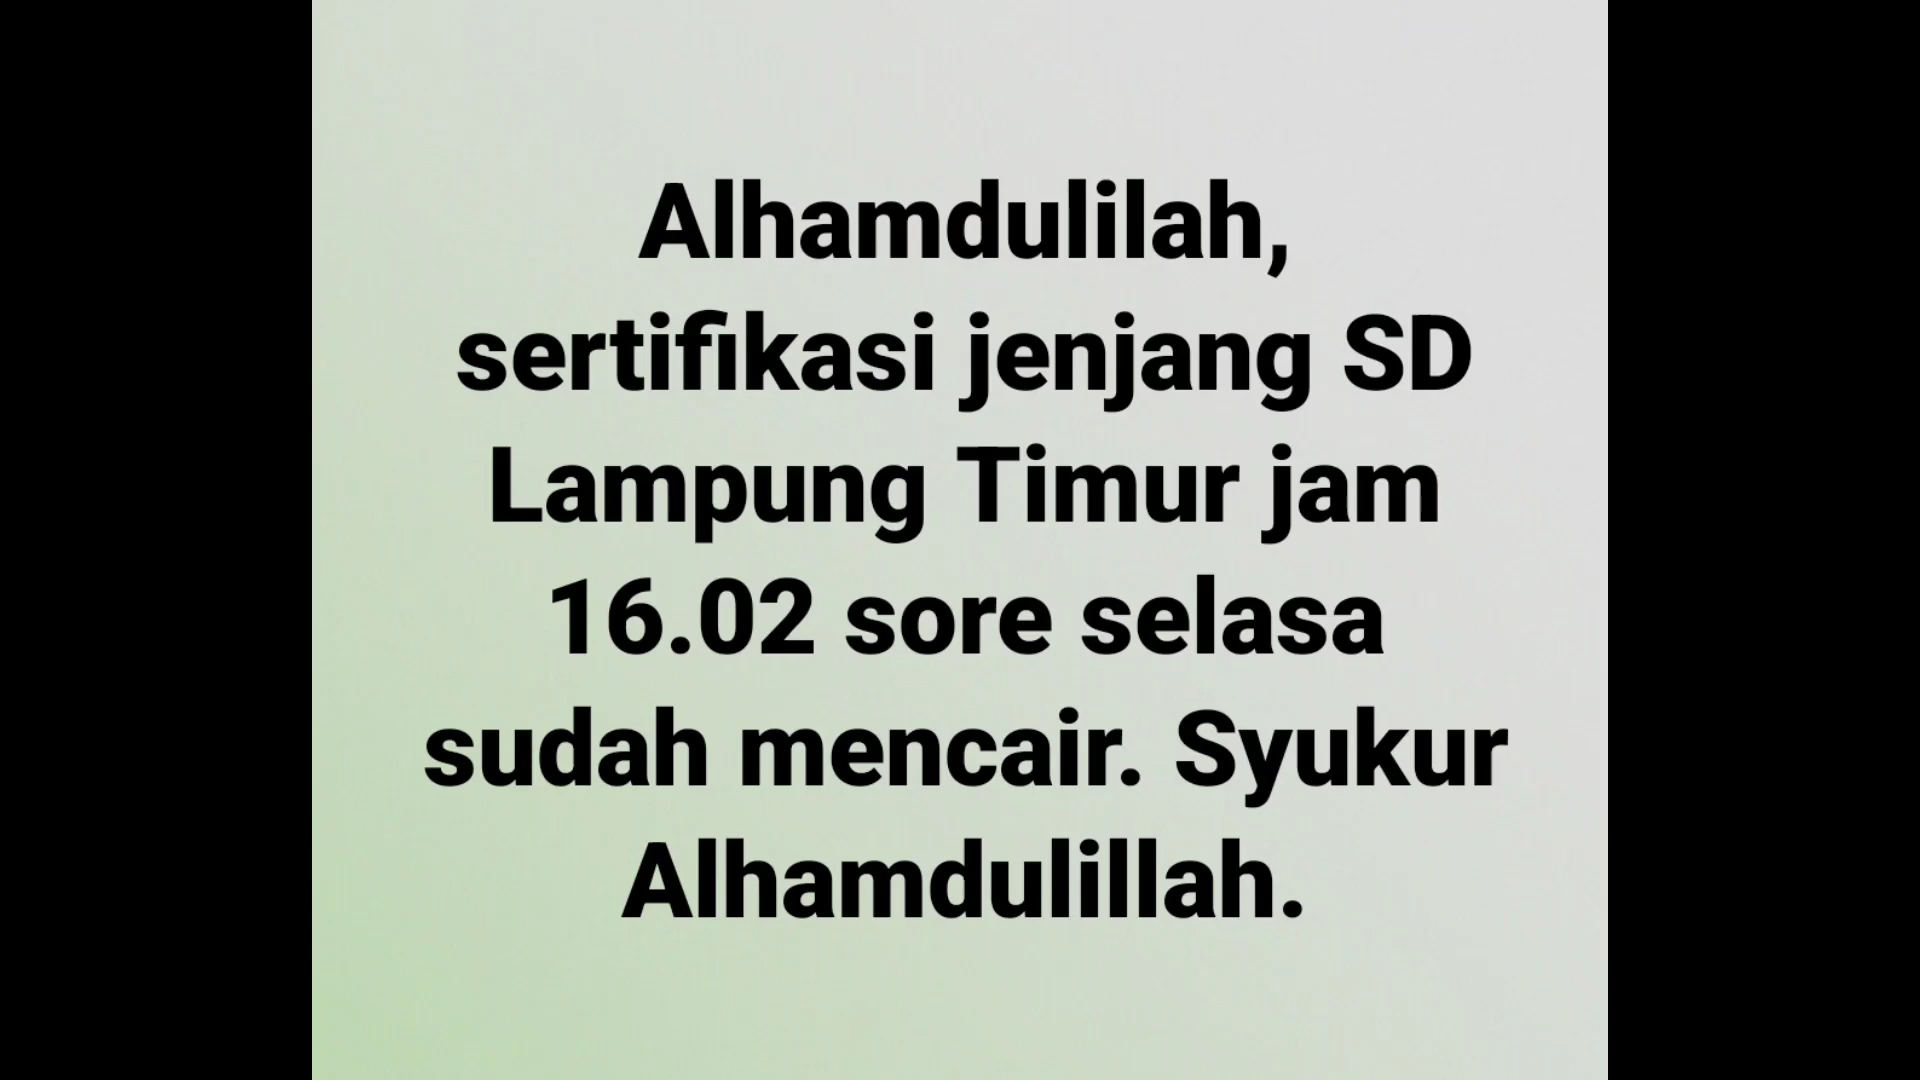 Alhamdulilah,
sertifikasi jenjang SD
Lampung Timur jam
16.02 sore selasa
sudah mencair. Syukur
Alhamdulillah.